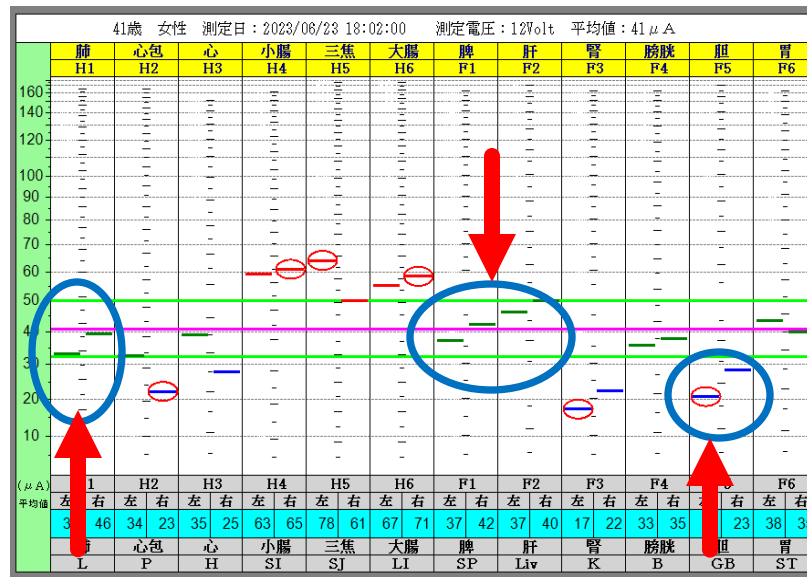 41歳 女性 測定日：2023/06/23 18:02:00 測定電圧：12Volt 平均値：41μA
肺 心包 心 小腸 三焦 大腸 脾 肝 腎 膀胱 胆 胃
H1 H2 H3 H4 H5 H6 F1 F2 F3 F4 F5 F6
160
140
120
100
90
80
70
60
50
40
30
20
10
(μA) H2 H3 H4 H5 H6 F1 F2 F3 F4 F6
平均値 左 右 左 右 左 右 左 右 左 右 左 右 左 右 左 右 左 右 左 右 左 右
46 34 23 35 25 63 65 78 61 67 71 37 42 37 40 17 22 33 35 23 38
肺 心包 心 小腸 三焦 大腸 脾 肝 腎 膀胱 胆 胃
L P H SI SJ LI SP Liv K B GB ST